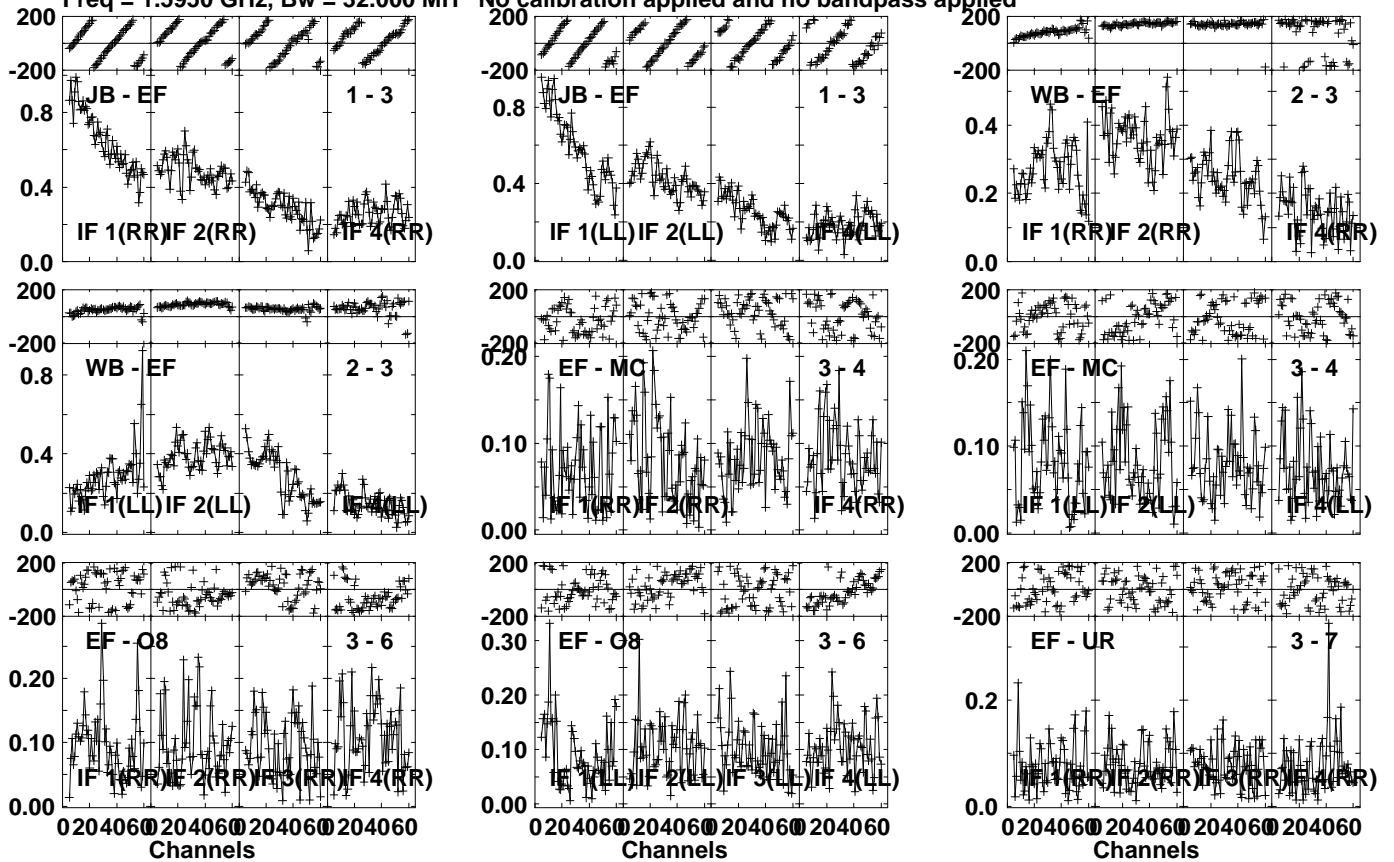 Freq = 1.5950 GHz, Bw = 32.000 MH No calibration applied and no bandpass applied
200
-200
JB - EF 1 - 3
0.8
0.4
IF 1(RR) IF 2(RR) IF 4(RR)
0.0
200
-200
JB - EF 1 - 3
0.8
0.4
IF 1(LL) IF 2(LL) IF 4(LL)
0.0
200
-200
WB - EF 2 - 3
0.4
0.2
IF 1(RR) IF 2(RR) IF 4(RR)
0.0
200
-200
WB - EF 2 - 3
0.8
0.4
IF 1(LL) IF 2(LL) IF 4(LL)
0.0
200
-200
0.20
EF - MC 3 - 4
0.10
IF 1(RR) IF 2(RR) IF 4(RR)
0.00
200
-200
0.20
EF - MC 3 - 4
0.10
IF 1(LL) IF 2(LL) IF 4(LL)
0.00
200
-200
EF - O8 3 - 6
0.20
0.10
IF 1(RR) IF 2(RR) IF 3(RR) IF 4(RR)
0.00
0 20 40 60 0 20 40 60 0 20 40 60 0 20 40 60
Channels
200
-200
0.30
EF - O8 3 - 6
0.20
0.10
IF 1(LL) IF 2(LL) IF 3(LL) IF 4(LL)
0.00
0 20 40 60 0 20 40 60 0 20 40 60 0 20 40 60
Channels
200
-200
EF - UR 3 - 7
0.2
IF 1(RR) IF 2(RR) IF 3(RR) IF 4(RR)
0.0
0 20 40 60 0 20 40 60 0 20 40 60 0 20 40 60
Channels